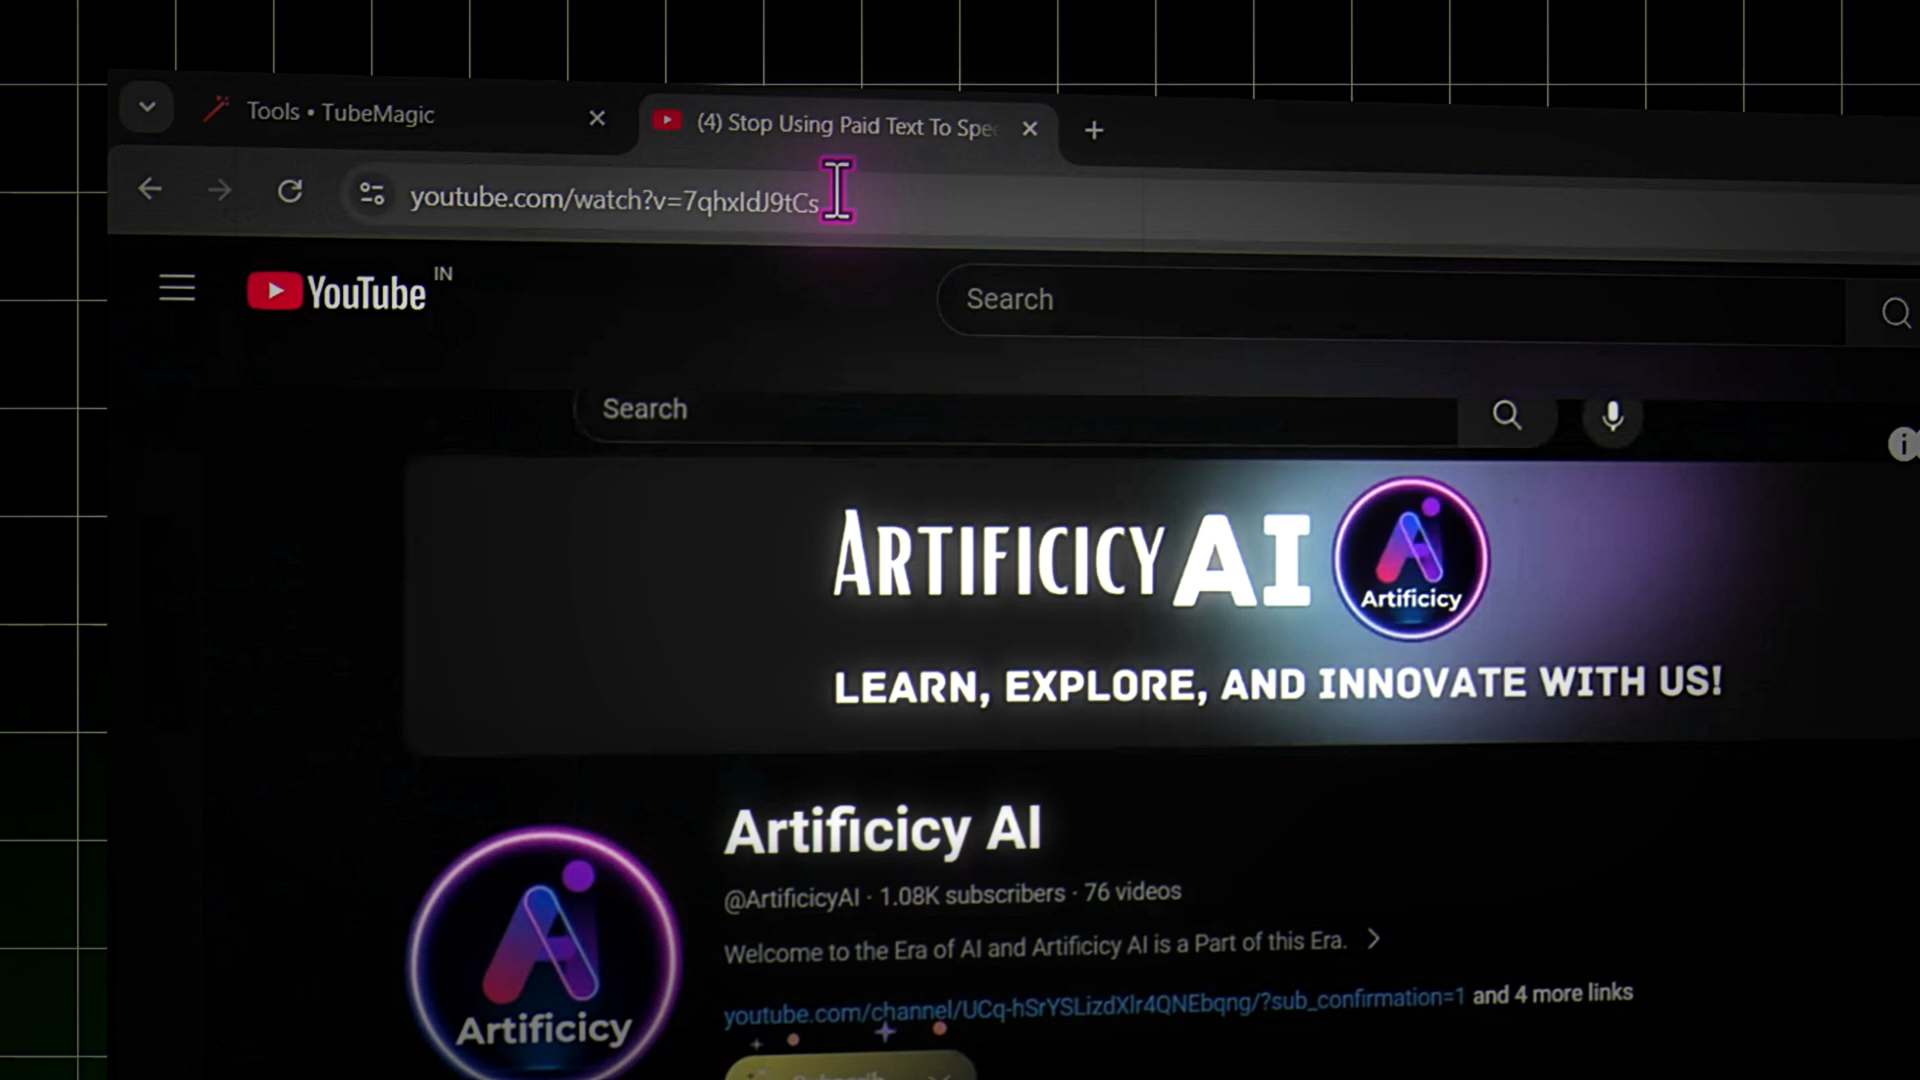 Tools • TubeMagic
(4) Stop Using Paid Text To Spee
youtube.com/watch?v=7qhxIdJ9tCs
YouTube IN
Search
Search
ARTIFICICY AI
Artificicy
LEARN, EXPLORE, AND INNOVATE WITH US!
Artificicy AI
@ArtificicyAI · 1.08K subscribers · 76 videos
Welcome to the Era of AI and Artificicy AI is a Part of this Era.
youtube.com/channel/UCq-hSrYSLizdXlr4QNEbqng/?sub_confirmation=1 and 4 more links
Artificicy